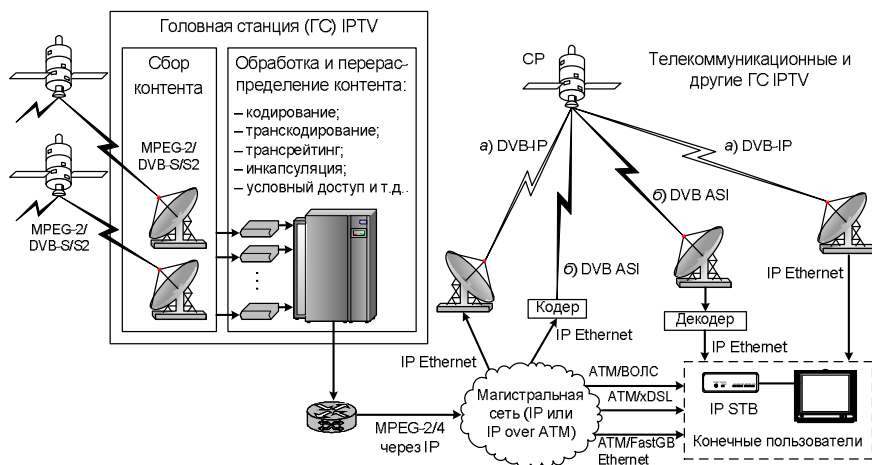 Головная станция (ГС) IPTV
Сбор
контента
Обработка и перерас-
пределение контента:
– кодирование;
– транскодирование;
– трансрейтинг;
– инкапсуляция;
– условный доступ и т.д..
MPEG-2/
DVB-S/S2
MPEG-2/
DVB-S/S2
СР
Телекоммуникационные и
другие ГС IPTV
а) DVB-IP
а) DVB-IP
б) DVB ASI
б) DVB ASI
IP Ethernet
Кодер
Декодер
IP Ethernet
IP Ethernet
IP Ethernet
Магистральная
сеть (IP или
IP over ATM)
MPEG-2/4
через IP
ATM/ВОЛС
ATM/xDSL
ATM/FastGB
Ethernet
IP STB
Конечные пользователи